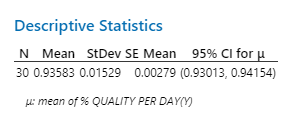 Descriptive Statistics
N Mean StDev SE Mean 95% CI for μ
30 0.93583 0.01529 0.00279 (0.93013, 0.94154)
μ: mean of % QUALITY PER DAY(Y)